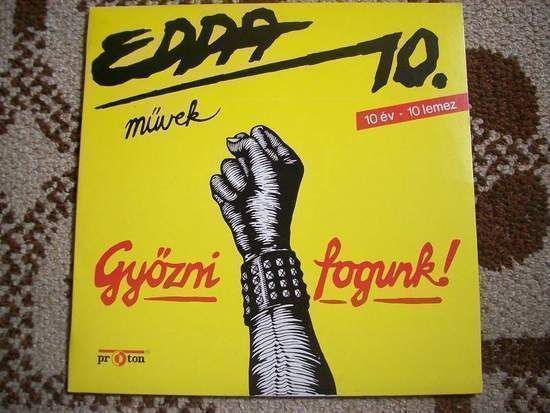 EDDA 10.
művek
10 év - 10 lemez
Győzni fogunk!
proton